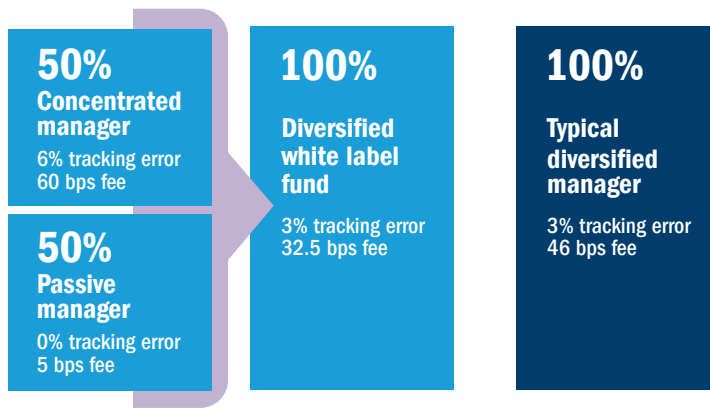 50%
Concentrated
manager
6% tracking error
60 bps fee
50%
Passive
manager
0% tracking error
5 bps fee
100%
Diversified
white label
fund
3% tracking error
32.5 bps fee
100%
Typical
diversified
manager
3% tracking error
46 bps fee